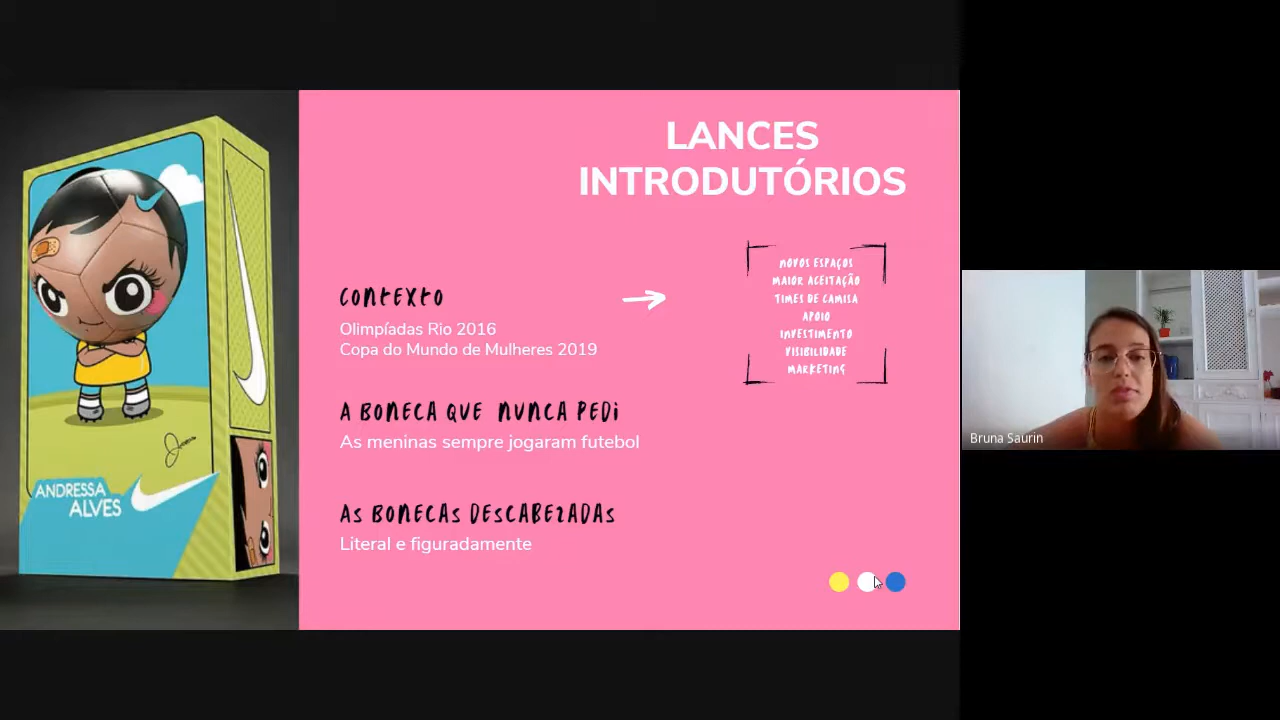 LANCES
INTRODUTÓRIOS
CONTEXTO
Olimpíadas Rio 2016
Copa do Mundo de Mulheres 2019
NOVOS ESPAÇOS
MAIOR ACEITAÇÃO
TIMES DE CAMISA
APOIO
INVESTIMENTO
VISIBILIDADE
MARKETING
A BONECA QUE NUNCA PEDi
As meninas sempre jogaram futebol
AS BONECAS DESCABEZADAS
Literal e figuradamente
ANDRESSA
ALVES
Bruna Saurin